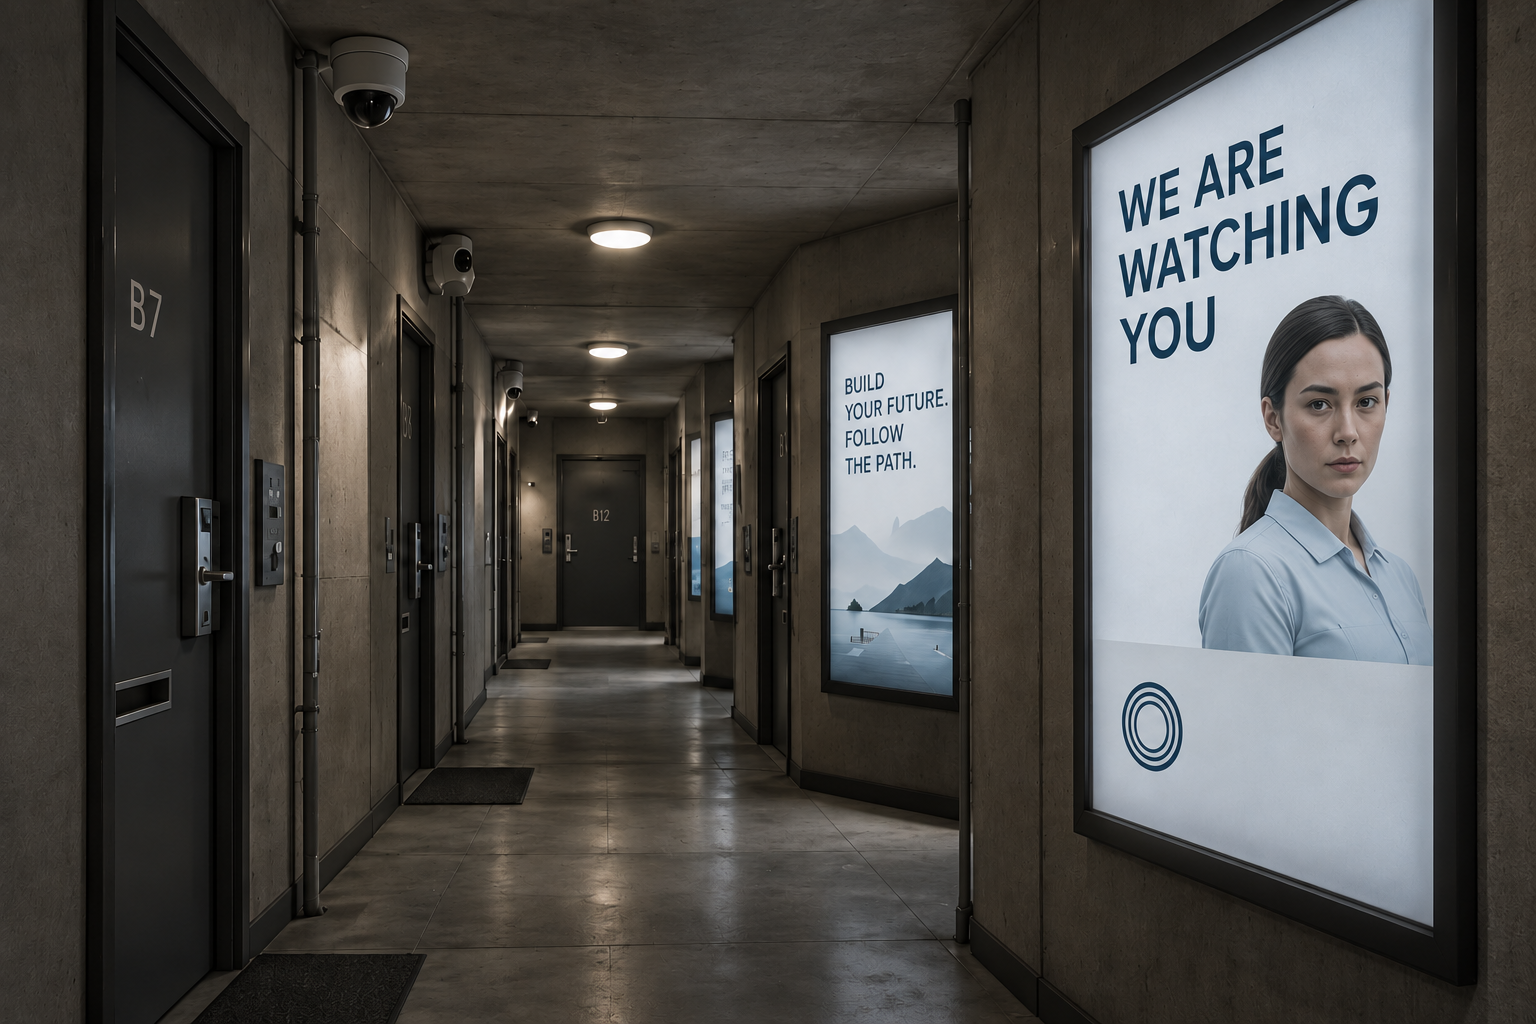 B7
B12
BUILD
YOUR FUTURE.
FOLLOW
THE PATH.
WE ARE
WATCHING
YOU